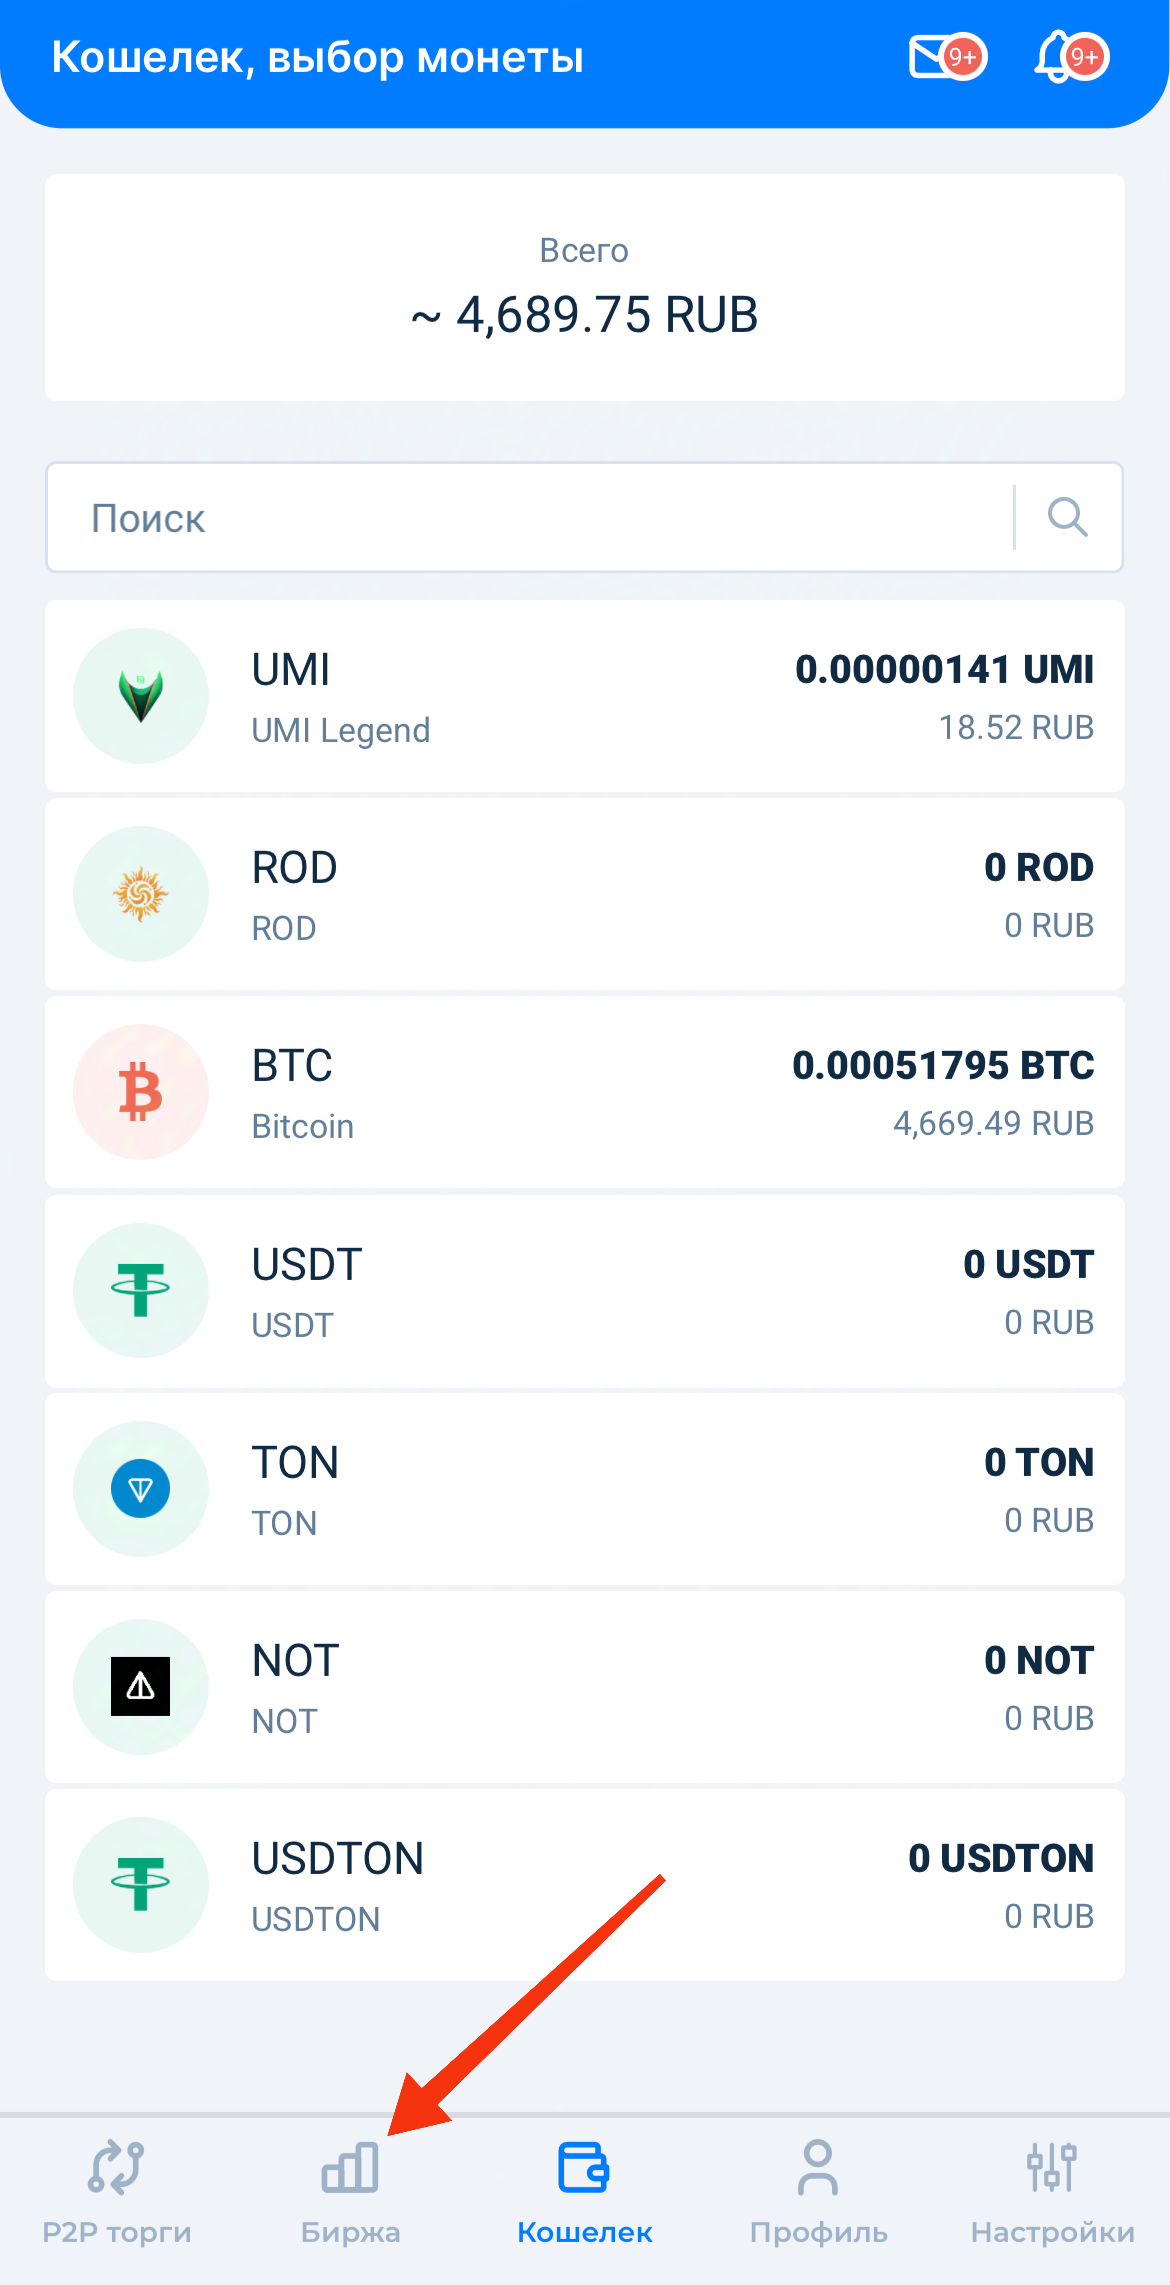 Кошелек, выбор монеты
9+
9+
Всего
~ 4,689.75 RUB
Поиск
UMI
0.00000141 UMI
UMI Legend
18.52 RUB
ROD
0 ROD
ROD
0 RUB
BTC
0.00051795 BTC
Bitcoin
4,669.49 RUB
USDT
0 USDT
USDT
0 RUB
TON
0 TON
TON
0 RUB
NOT
0 NOT
NOT
0 RUB
USDTON
0 USDTON
USDTON
0 RUB
P2P торги
Биржа
Кошелек
Профиль
Настройки